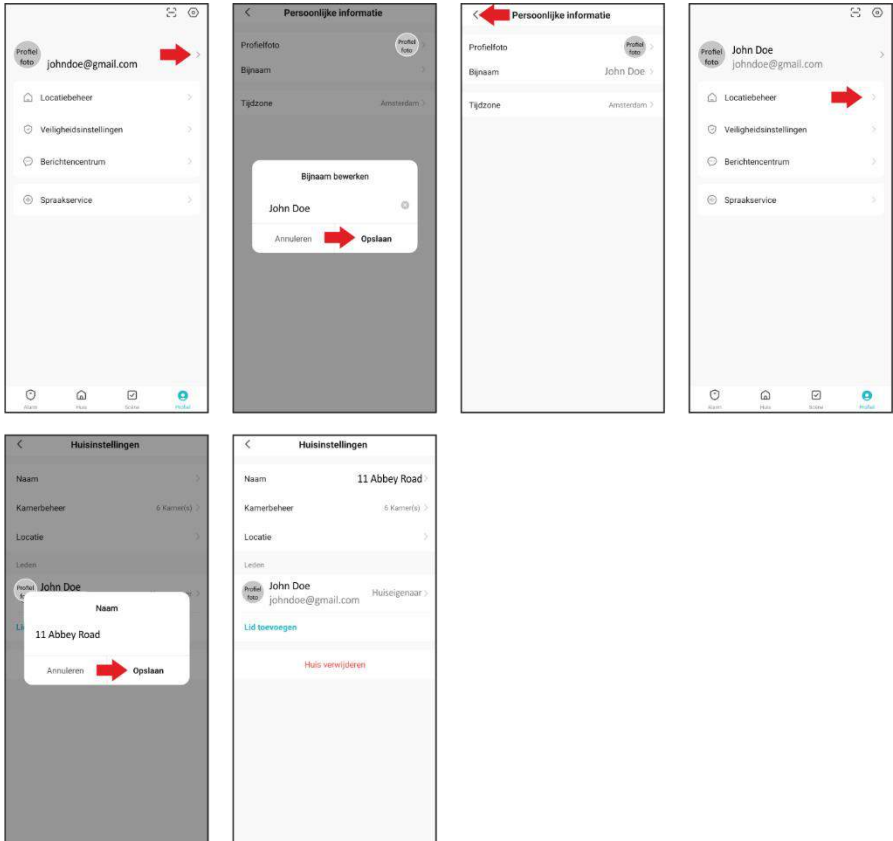 Profiel
foto
johndoe@gmail.com
Locatiebeheer
Veiligheidsinstellingen
Berichtencentrum
Spraakservice
Alarm Huis Scène Profiel
Persoonlijke informatie
Profielfoto Profiel
foto
Bijnaam
Tijdzone Amsterdam
Bijnaam bewerken
John Doe
Annuleren Opslaan
Persoonlijke informatie
Profielfoto Profiel
foto
Bijnaam John Doe
Tijdzone Amsterdam
Profiel
foto
John Doe
johndoe@gmail.com
Locatiebeheer
Veiligheidsinstellingen
Berichtencentrum
Spraakservice
Alarm Huis Scène Profiel
Huisinstellingen
Naam
Kamerbeheer 6 Kamer(s)
Locatie
Leden
Profiel John Doe
Naam
11 Abbey Road
Annuleren Opslaan
Huisinstellingen
Naam 11 Abbey Road
Kamerbeheer 6 Kamer(s)
Locatie
Leden
Profiel
foto
John Doe
johndoe@gmail.com Huiseigenaar
Lid toevoegen
Huis verwijderen